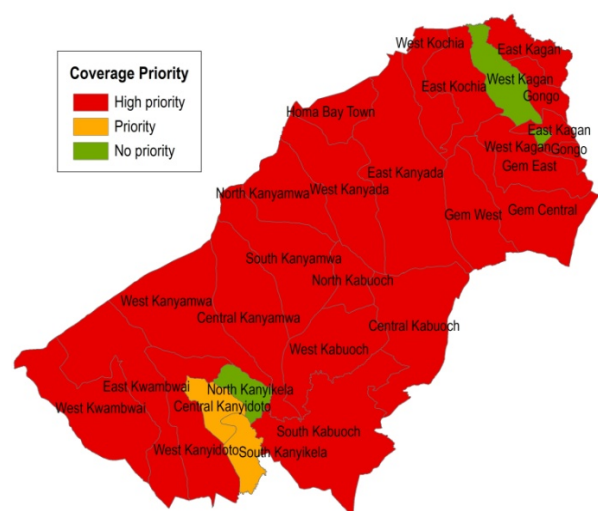 Coverage Priority
High priority
Priority
No priority
West Kochia
East Kagan
East Kochia
West Kagan
Gongo
Homa Bay Town
East Kagan
West Kagan
Gongo
Gem East
East Kanyada
North Kanyamwa
West Kanyada
Gem West
Gem Central
South Kanyamwa
North Kabuoch
West Kanyamwa
Central Kanyamwa
Central Kabuoch
West Kabuoch
East Kwambwai
North Kanyikela
West Kwambwai
Central Kanyidoto
South Kabuoch
West Kanyidoto
South Kanyikela